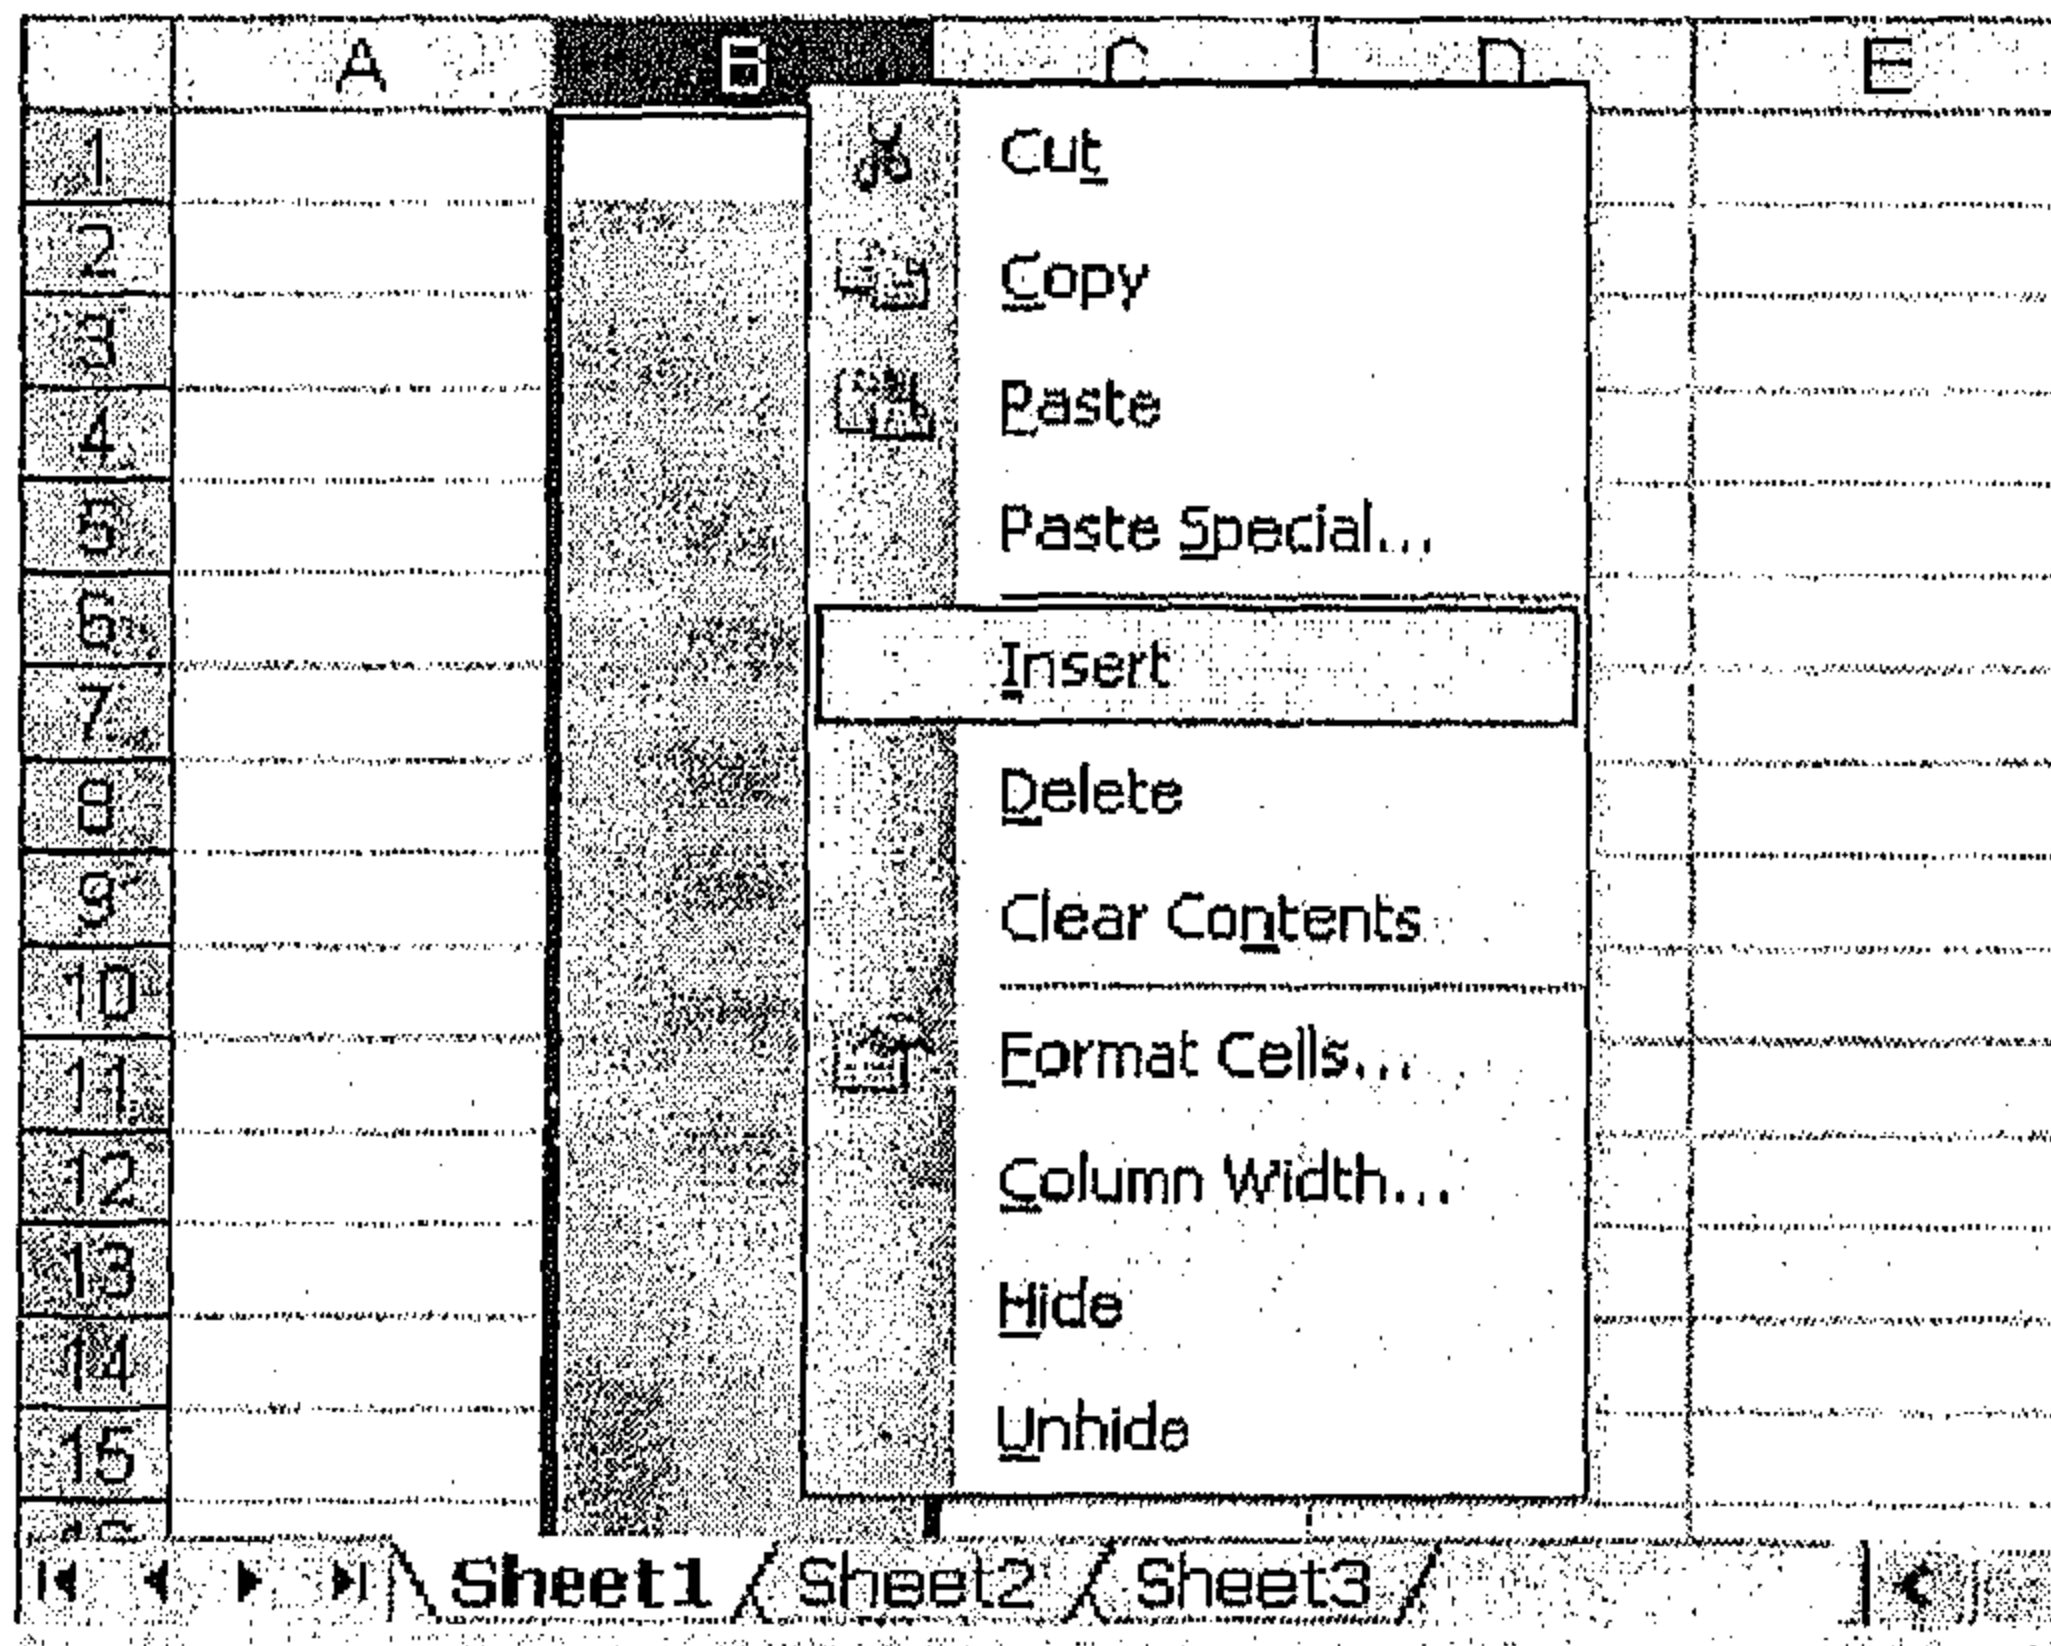 A B C D E
1
2
3
4
5
6
7
8
9
10
11
12
13
14
15
16
Cut
Copy
Paste
Paste Special...
Insert
Delete
Clear Contents
Format Cells...
Column Width...
Hide
Unhide
Sheet1 Sheet2 Sheet3